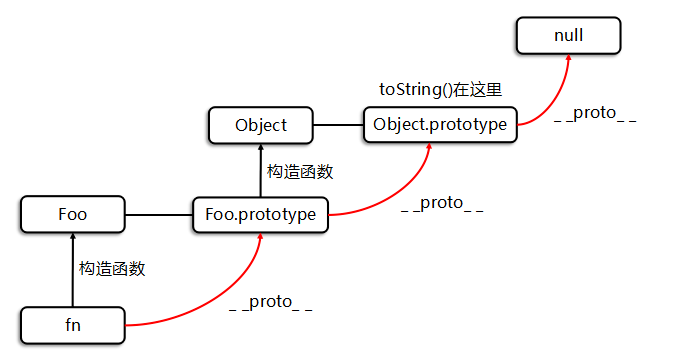 null
toString()在这里
Object
Object.prototype
_ _proto_ _
构造函数
Foo
Foo.prototype
_ _proto_ _
构造函数
_ _proto_ _
fn